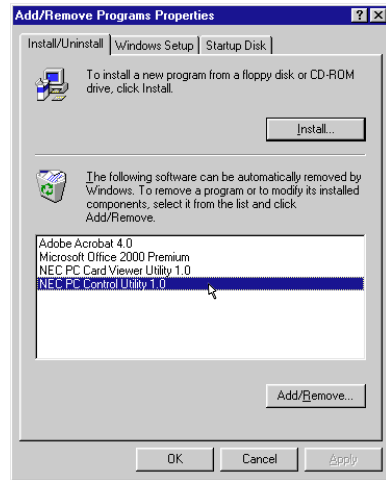 Add/Remove Programs Properties
Install/Uninstall
Windows Setup
Startup Disk
To install a new program from a floppy disk or CD-ROM
drive, click Install.
Install...
The following software can be automatically removed by
Windows. To remove a program or to modify its installed
components, select it from the list and click
Add/Remove.
Adobe Acrobat 4.0
Microsoft Office 2000 Premium
NEC PC Card Viewer Utility 1.0
NEC PC Control Utility 1.0
Add/Remove...
OK
Cancel
Apply